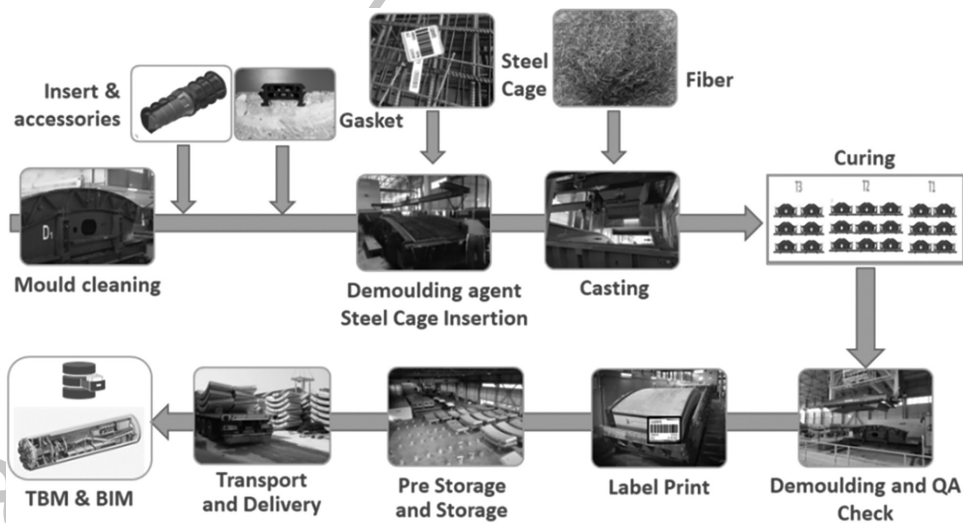 Insert &
accessories
Gasket
Steel
Cage
Fiber
Curing
T3 T2 T1
D
Mould cleaning
Demoulding agent
Steel Cage Insertion
Casting
TBM & BIM
Transport
and Delivery
Pre Storage
and Storage
Label Print
Demoulding and QA
Check